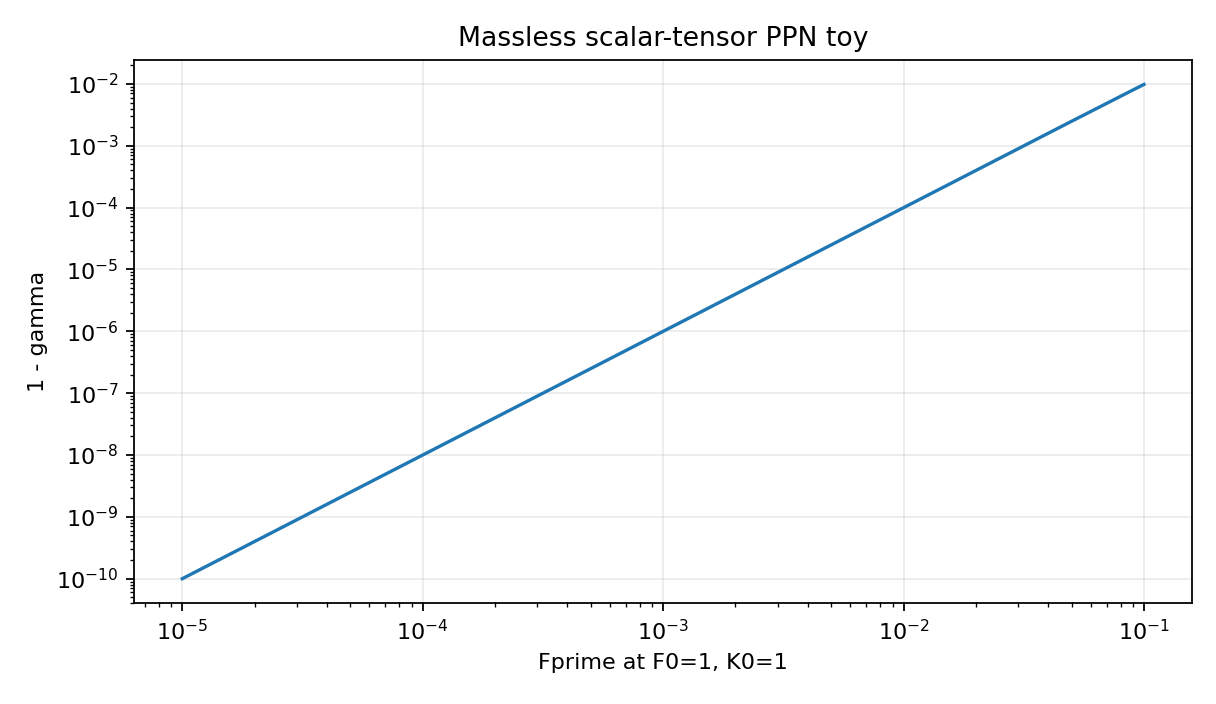 Massless scalar-tensor PPN toy
10⁻²
10⁻³
10⁻⁴
10⁻⁵
10⁻⁶
10⁻⁷
10⁻⁸
10⁻⁹
10⁻¹⁰
1 - gamma
10⁻⁵ 10⁻⁴ 10⁻³ 10⁻² 10⁻¹
Fprime at F0=1, K0=1